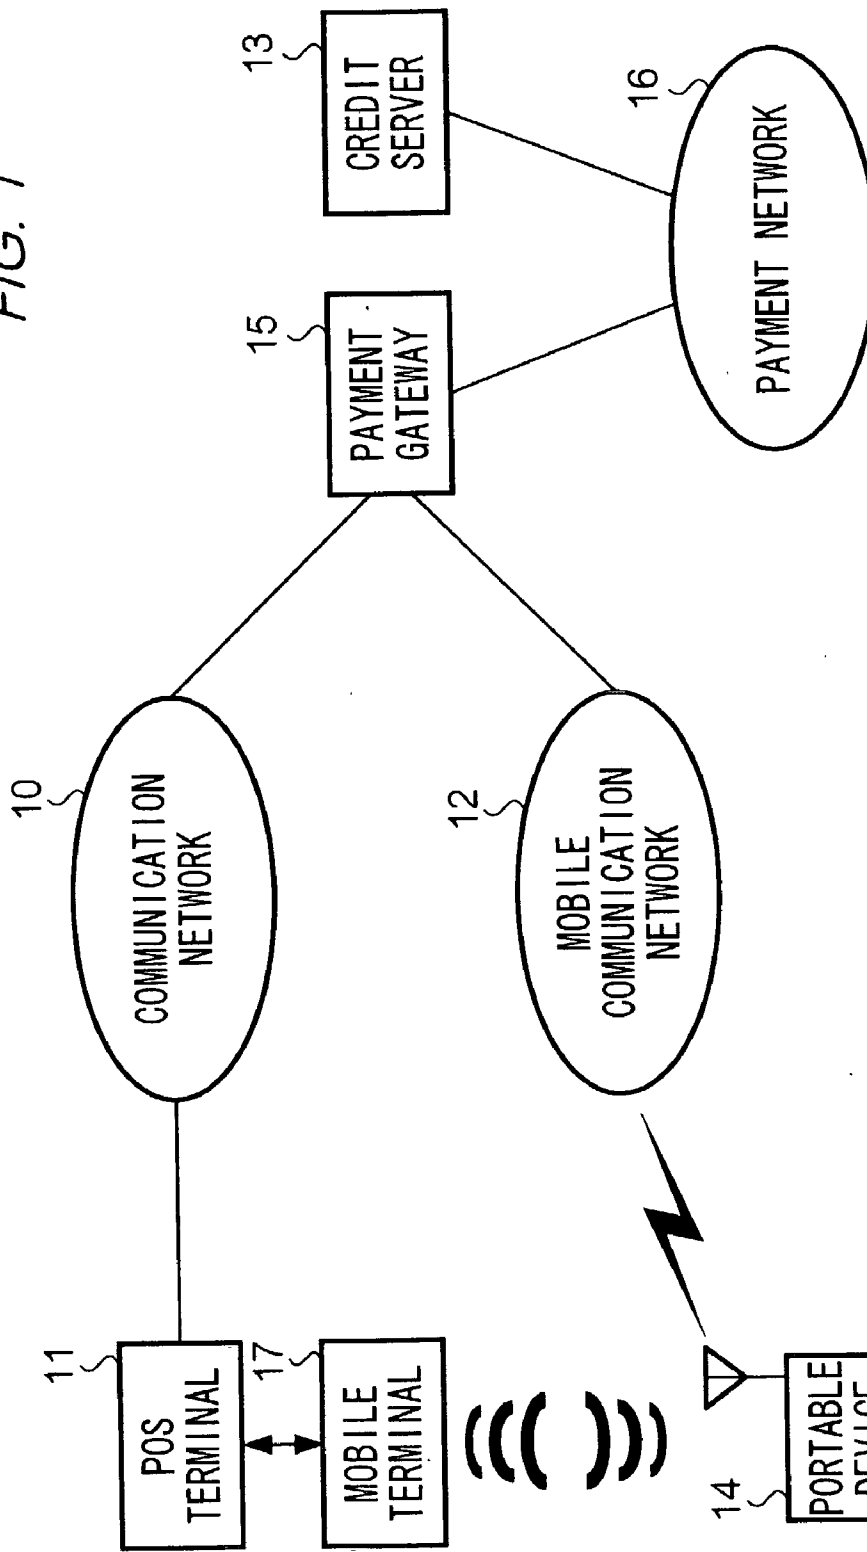 FIG. 1
11
POS
TERMINAL
10
COMMUNICATION
NETWORK
17
MOBILE
TERMINAL
15
PAYMENT
GATEWAY
13
CREDIT
SERVER
12
MOBILE
COMMUNICATION
NETWORK
16
PAYMENT NETWORK
14
PORTABLE
DEVICE